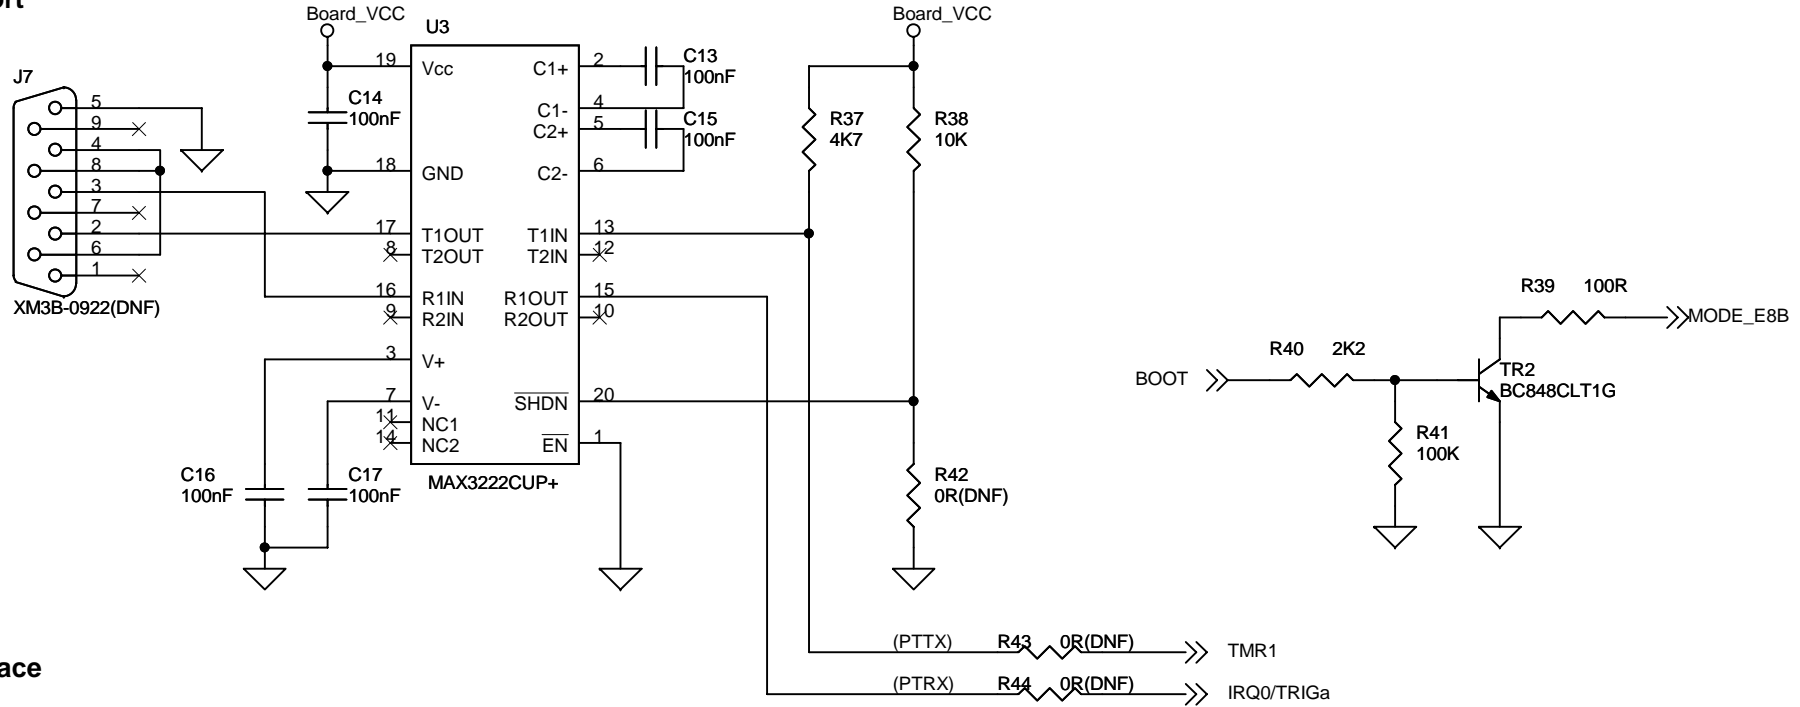 ort
Board_VCC
Board_VCC
U3
J7
19
Vcc
C1+
2
C13
100nF
C14
100nF
C1-
4
C2+
5
C15
100nF
R37
4K7
R38
10K
5
9
4
8
3
7
2
6
1
18
GND
C2-
6
17
T1OUT
T1IN
13
8
T2OUT
T2IN
12
XM3B-0922(DNF)
16
R1IN
R1OUT
15
9
R2IN
R2OUT
10
R39 100R
MODE_E8B
3
V+
R40 2K2
BOOT
TR2
BC848CLT1G
7
V-
SHDN
20
11
NC1
14
NC2
EN
1
R41
100K
C16
100nF
C17
100nF
MAX3222CUP+
R42
0R(DNF)
(PTTX) R43 0R(DNF) TMR1
ace
(PTRX) R44 0R(DNF) IRQ0/TRIGa